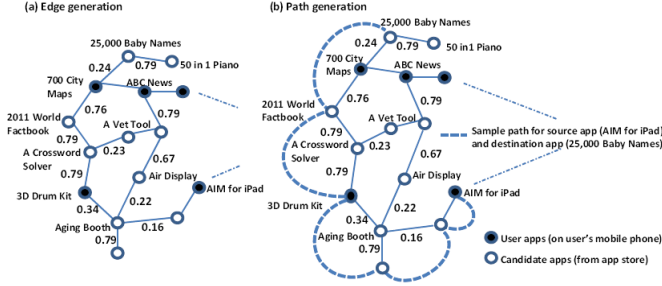 (a) Edge generation
25,000 Baby Names
0.24
0.79
50 in1 Piano
700 City
Maps
ABC News
0.76
0.79
2011 World
Factbook
A Vet Tool
0.79
0.23
A Crossword
Solver
0.67
0.79
Air Display
AIM for iPad
3D Drum Kit
0.34
0.22
Aging Booth
0.16
0.79
(b) Path generation
25,000 Baby Names
0.24
0.79
50 in1 Piano
700 City
Maps
ABC News
0.76
0.79
2011 World
Factbook
A Vet Tool
0.79
0.23
A Crossword
Solver
0.67
0.79
Air Display
AIM for iPad
3D Drum Kit
0.34
0.22
Aging Booth
0.16
0.79
Sample path for source app (AIM for iPad)
and destination app (25,000 Baby Names)
User apps (on user's mobile phone)
Candidate apps (from app store)